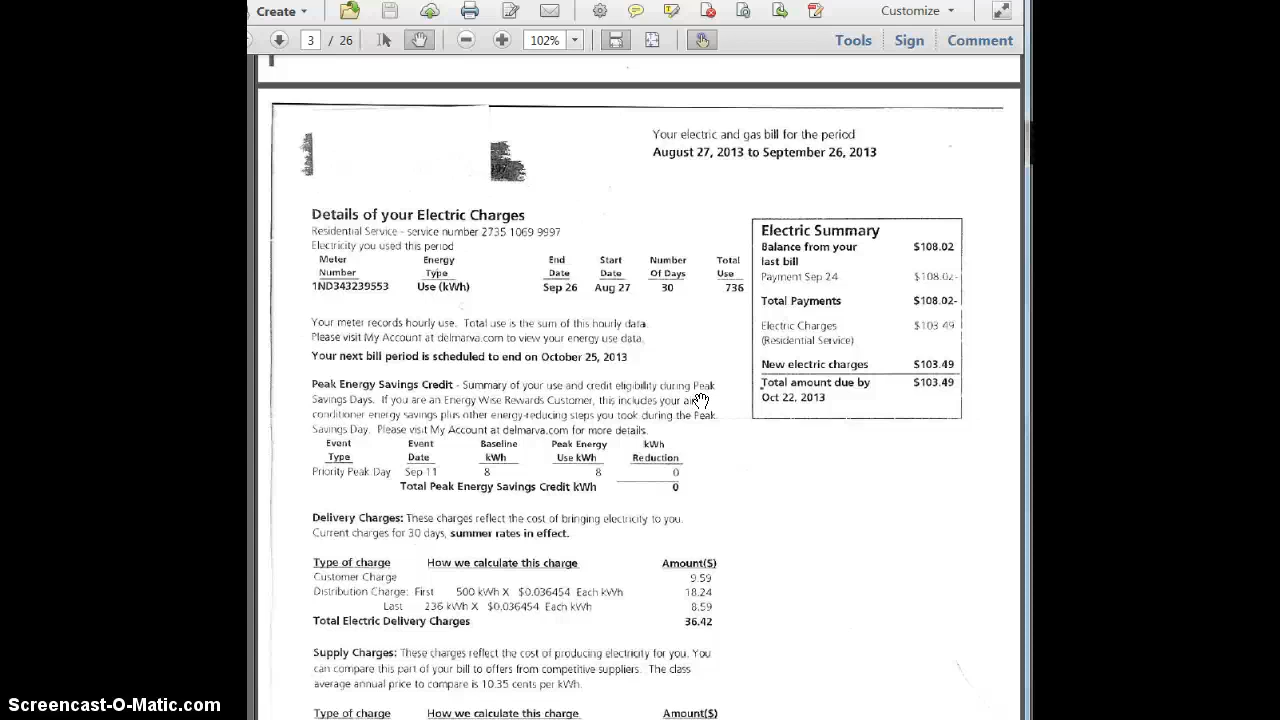 Create
Customize
3 / 26
102%
Tools
Sign
Comment
Your electric and gas bill for the period
August 27, 2013 to September 26, 2013
Details of your Electric Charges
Residential Service - service number 2735 1069 9997
Electricity you used this period
Meter Energy End Start Number Total
Number Type Date Date Of Days Use
1ND343239553 Use (kWh) Sep 26 Aug 27 30 736
Your meter records hourly use. Total use is the sum of this hourly data.
Please visit My Account at delmarva.com to view your energy use data.
Your next bill period is scheduled to end on October 25, 2013
Electric Summary
Balance from your $108.02
last bill
Payment Sep 24 $108.02-
Total Payments $108.02-
Electric Charges $103.49
(Residential Service)
New electric charges $103.49
Total amount due by $103.49
Oct 22, 2013
Peak Energy Savings Credit - Summary of your use and credit eligibility during Peak
Savings Days. If you are an Energy Wise Rewards Customer, this includes your air
conditioner energy savings plus other energy-reducing steps you took during the Peak
Savings Day. Please visit My Account at delmarva.com for more details.
Event Event Baseline Peak Energy kWh
Type Date kWh Use kWh Reduction
Priority Peak Day Sep 11 8 8 0
Total Peak Energy Savings Credit kWh 0
Delivery Charges: These charges reflect the cost of bringing electricity to you.
Current charges for 30 days, summer rates in effect.
Type of charge How we calculate this charge Amount($)
Customer Charge 9.59
Distribution Charge: First 500 kWh X $0.036454 Each kWh 18.24
Last 236 kWh X $0.036454 Each kWh 8.59
Total Electric Delivery Charges 36.42
Supply Charges: These charges reflect the cost of producing electricity for you. You
can compare this part of your bill to offers from competitive suppliers. The class
average annual price to compare is 10.35 cents per kWh.
Type of charge How we calculate this charge Amount($)
Screencast-O-Matic.com